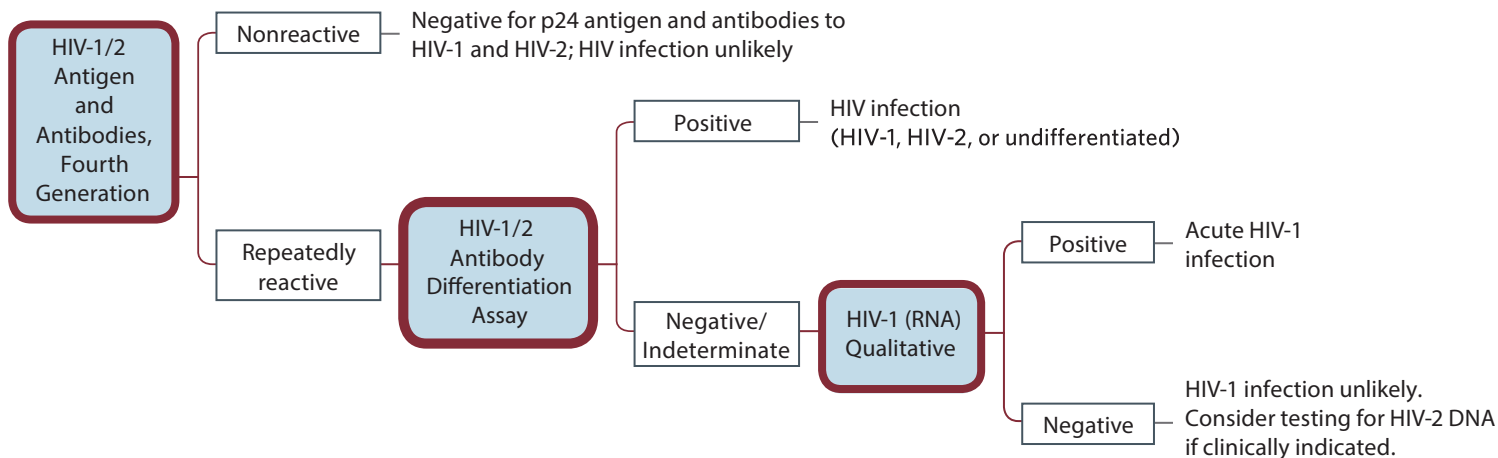 HIV-1/2
Antigen
and
Antibodies,
Fourth
Generation
Nonreactive
Negative for p24 antigen and antibodies to
HIV-1 and HIV-2; HIV infection unlikely
Repeatedly
reactive
HIV-1/2
Antibody
Differentiation
Assay
Positive
HIV infection
(HIV-1, HIV-2, or undifferentiated)
Negative/
Indeterminate
HIV-1 (RNA)
Qualitative
Positive
Acute HIV-1
infection
Negative
HIV-1 infection unlikely.
Consider testing for HIV-2 DNA
if clinically indicated.